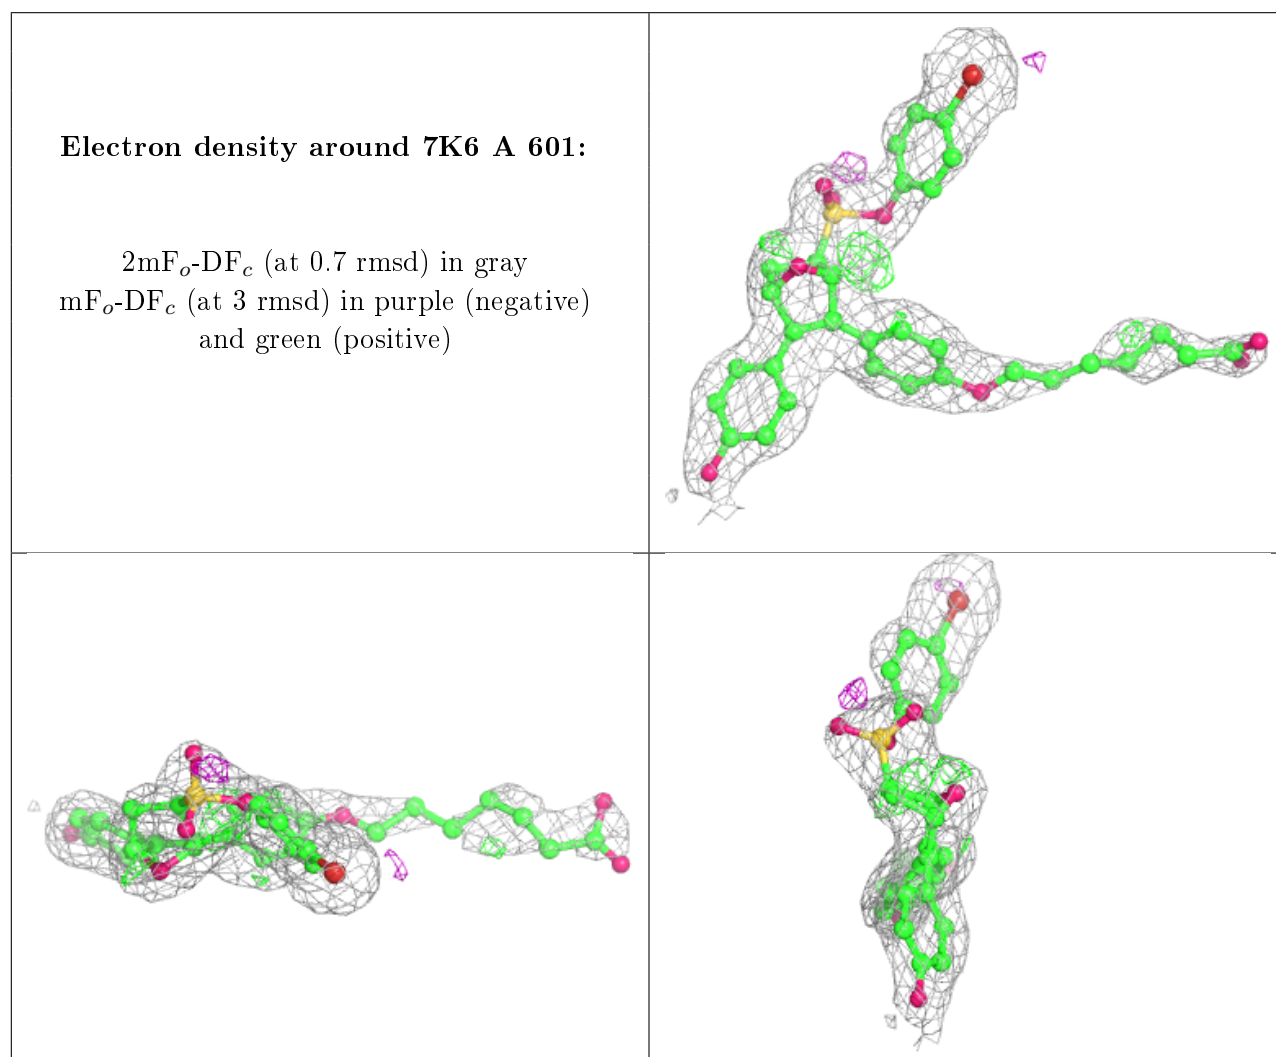 Electron density around 7K6 A 601:
2mFo-DFc (at 0.7 rmsd) in gray
mFo-DFc (at 3 rmsd) in purple (negative)
and green (positive)